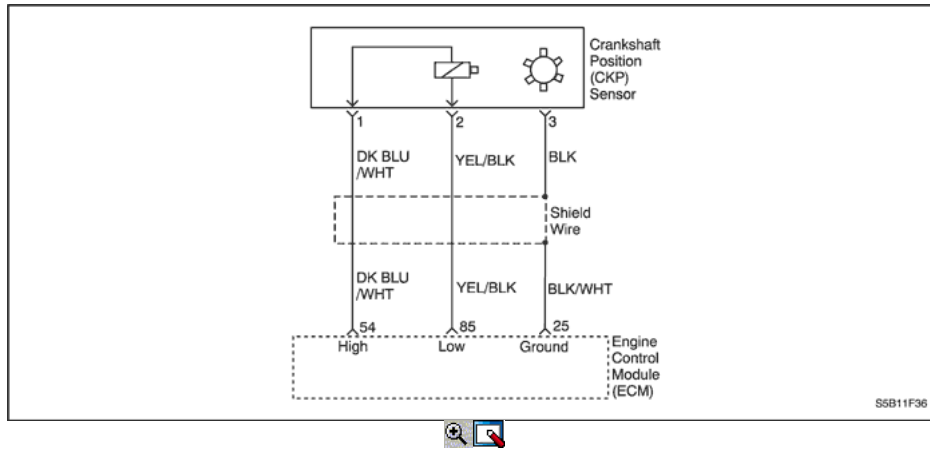 Crankshaft
Position
(CKP)
Sensor
1
2
3
DK BLU
/WHT
YEL/BLK
BLK
Shield
Wire
DK BLU
/WHT
YEL/BLK
BLK/WHT
54
85
25
High
Low
Ground
Engine
Control
Module
(ECM)
S5B11F36